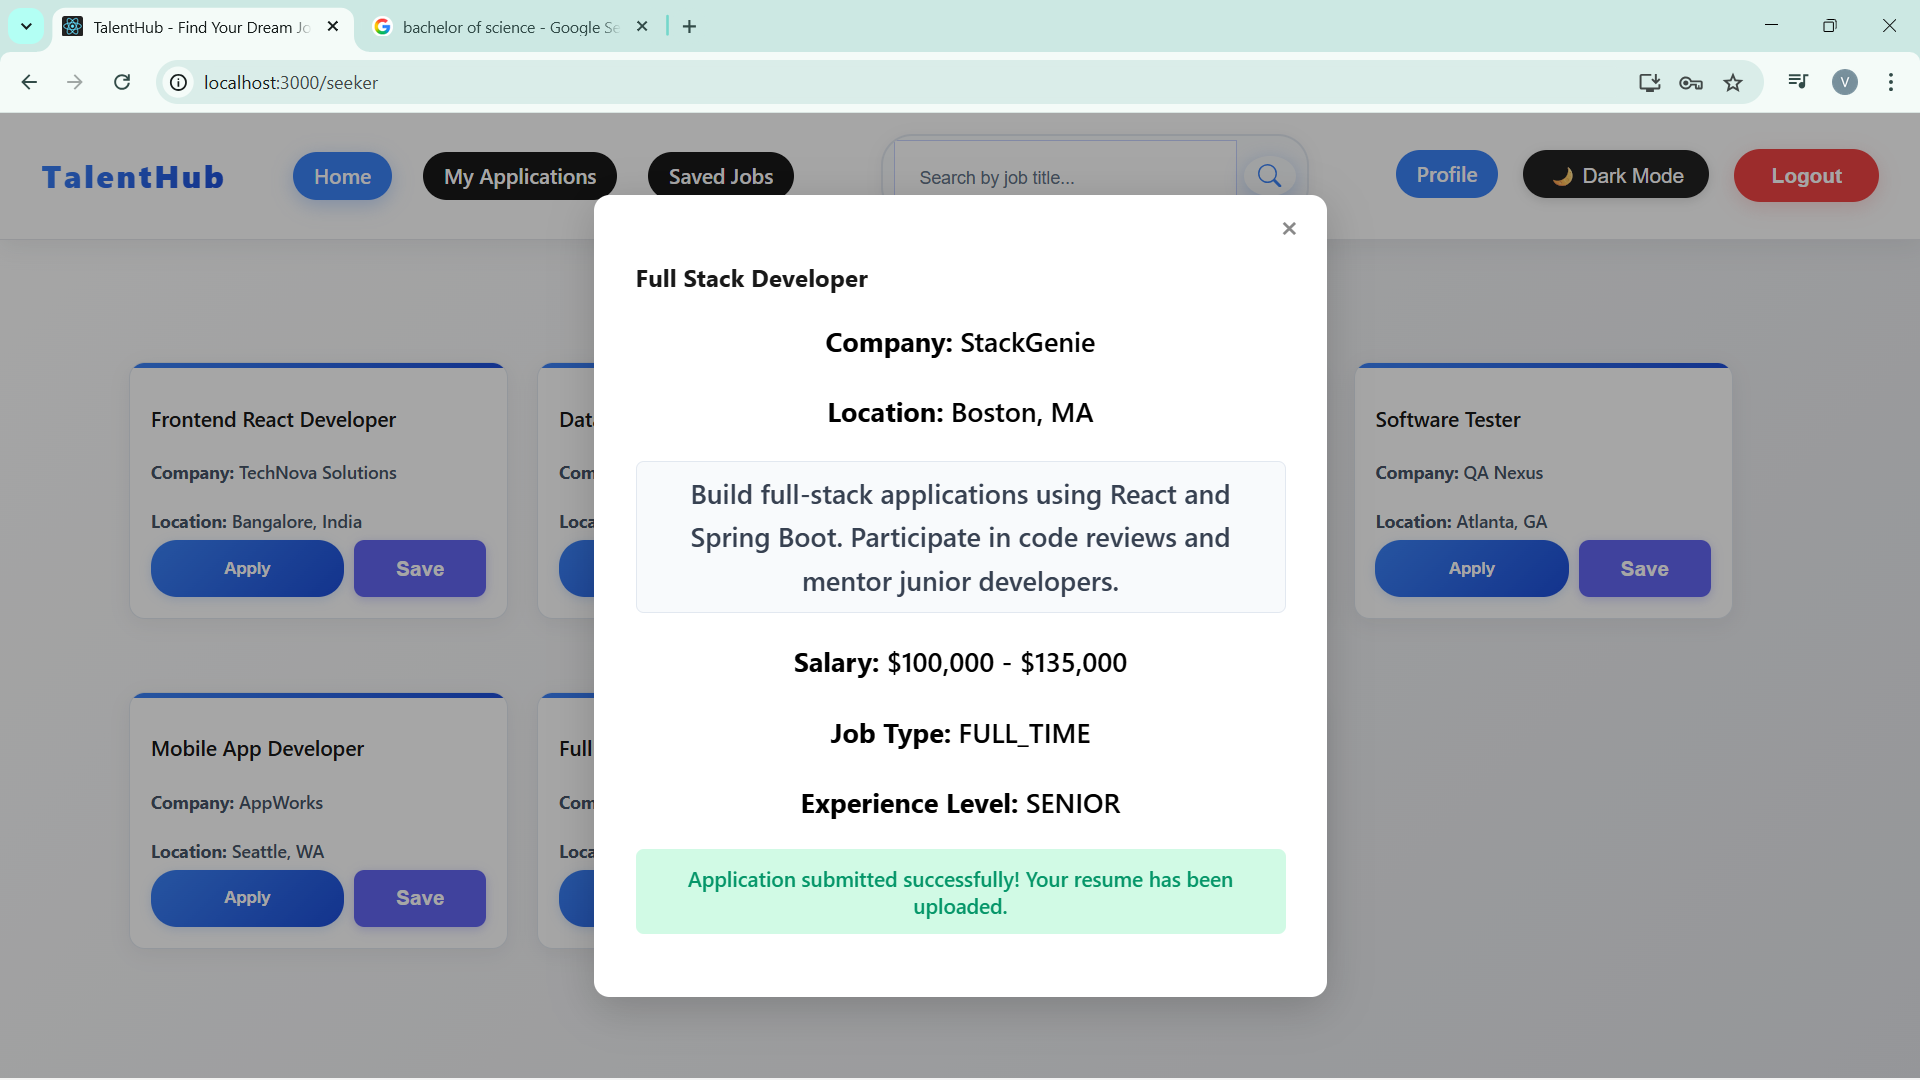 TalentHub - Find Your Dream Jo
bachelor of science - Google Se
localhost:3000/seeker
V
TalentHub
Home
My Applications
Saved Jobs
Search by job title...
Profile
🌙 Dark Mode
Logout
×
Full Stack Developer
Company: StackGenie
Location: Boston, MA
Build full-stack applications using React and
Spring Boot. Participate in code reviews and
mentor junior developers.
Salary: $100,000 - $135,000
Job Type: FULL_TIME
Experience Level: SENIOR
Application submitted successfully! Your resume has been
uploaded.
Frontend React Developer
Company: TechNova Solutions
Location: Bangalore, India
Apply
Save
Data
Com
Loca
Software Tester
Company: QA Nexus
Location: Atlanta, GA
Apply
Save
Mobile App Developer
Company: AppWorks
Location: Seattle, WA
Apply
Save
Full
Com
Loca